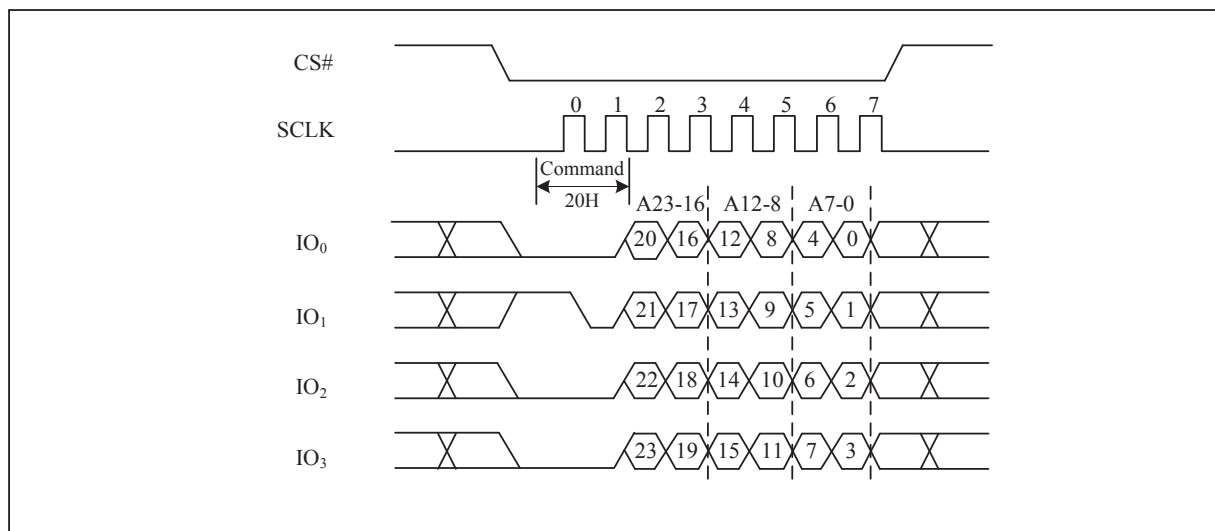 CS#
0 1 2 3 4 5 6 7
SCLK
Command
20H
A23-16 A12-8 A7-0
IO0 20 16 12 8 4 0
IO1 21 17 13 9 5 1
IO2 22 18 14 10 6 2
IO3 23 19 15 11 7 3